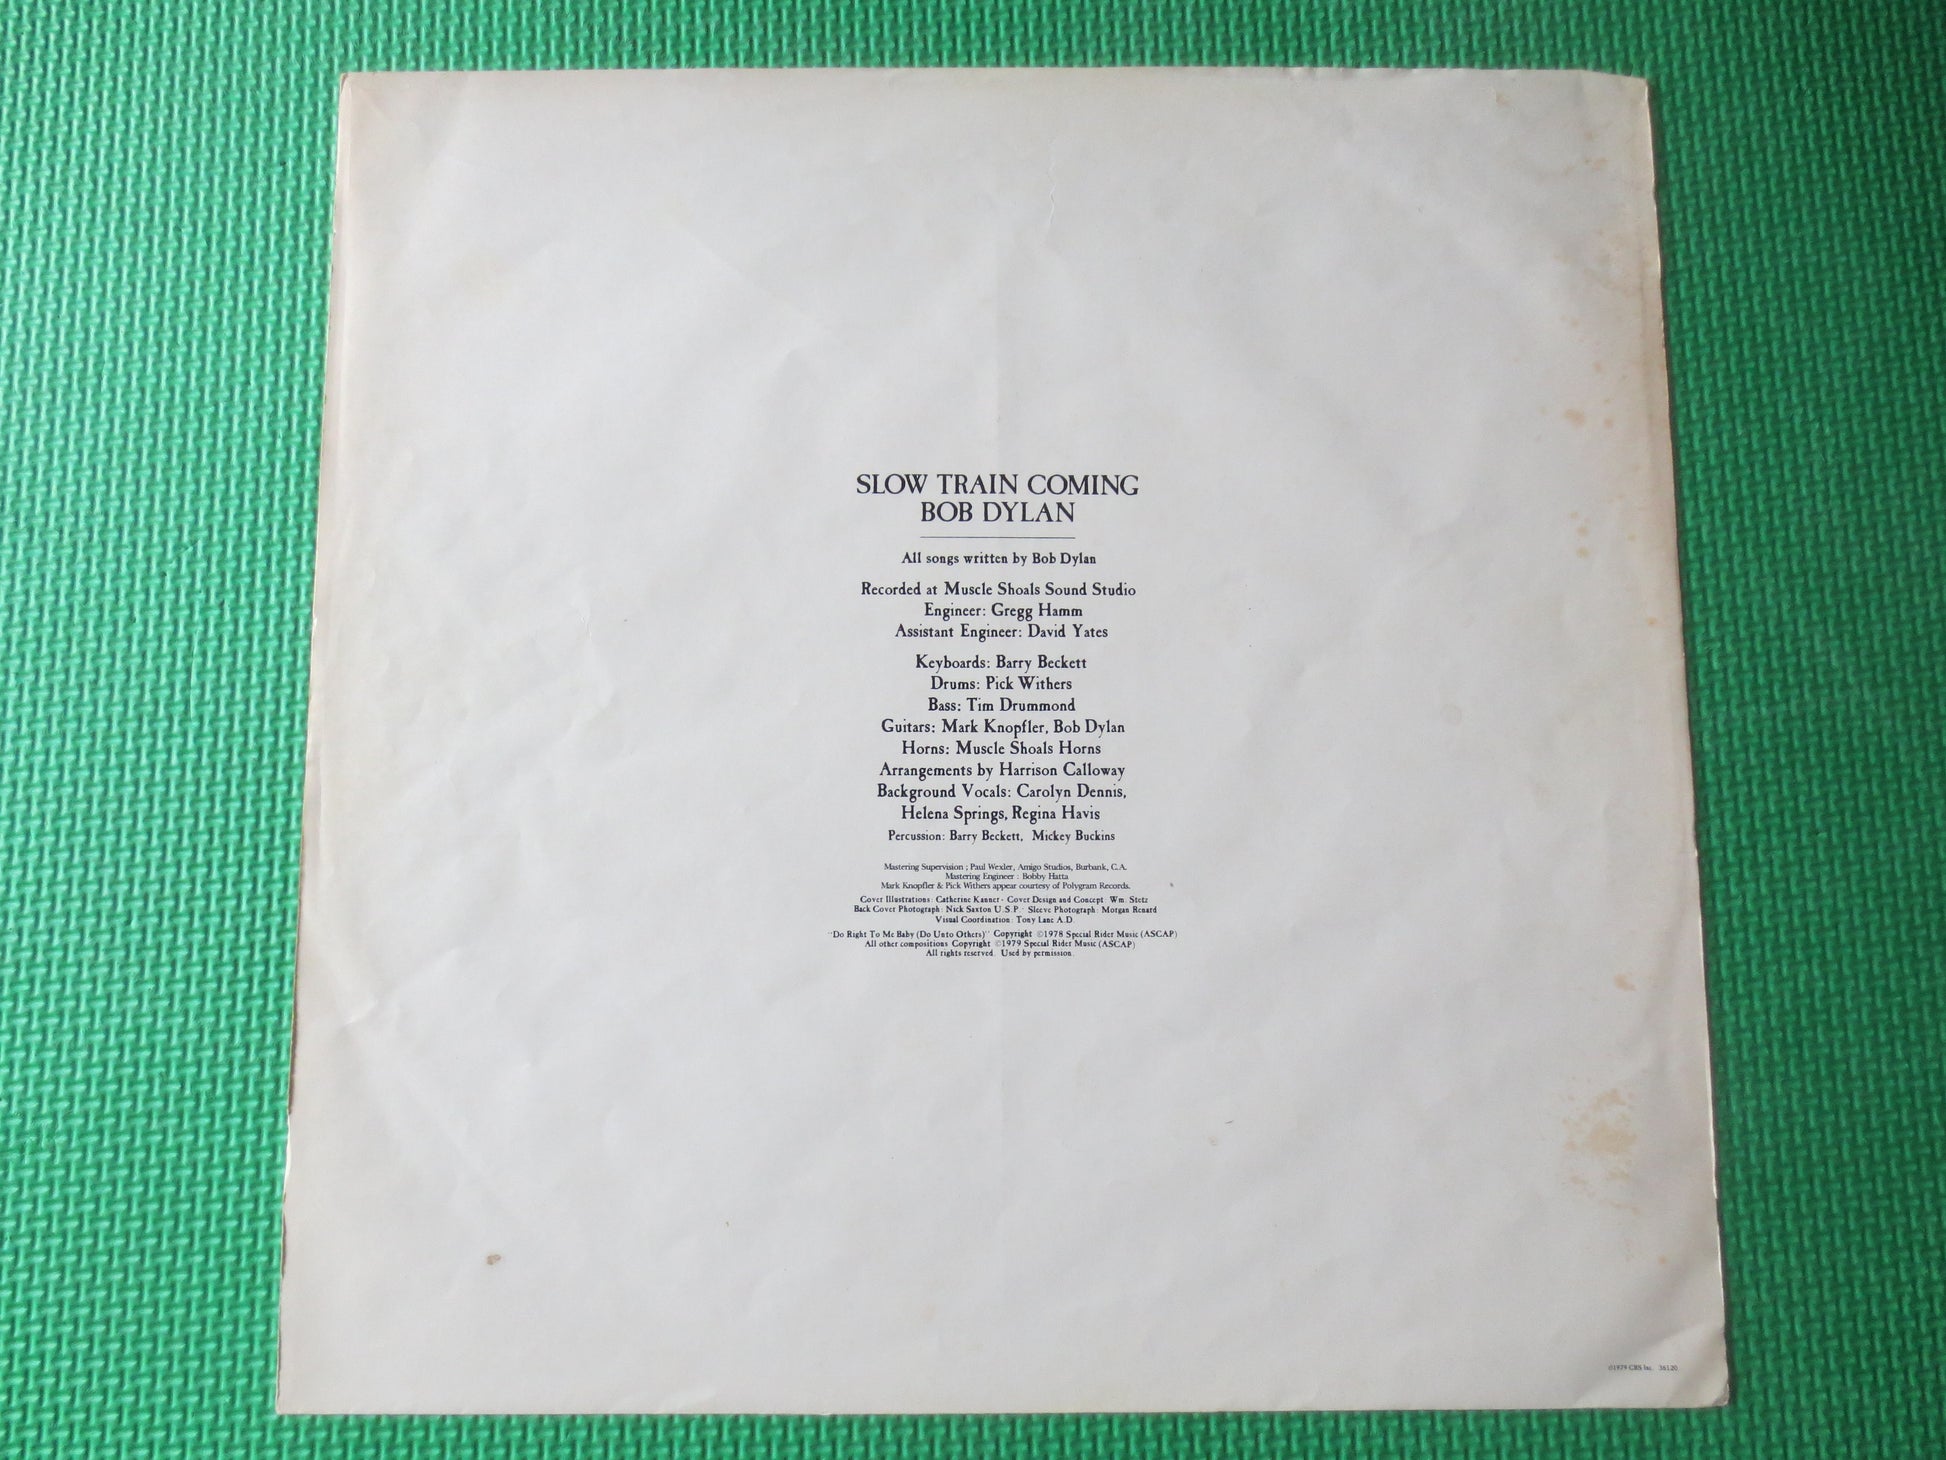 SLOW TRAIN COMING
BOB DYLAN
All songs written by Bob Dylan
Recorded at Muscle Shoals Sound Studio
Engineer: Gregg Hamm
Assistant Engineer: David Yates
Keyboards: Barry Beckett
Drums: Pick Withers
Bass: Tim Drummond
Guitars: Mark Knopfler, Bob Dylan
Horns: Muscle Shoals Horns
Arrangements by Harrison Calloway
Background Vocals: Carolyn Dennis,
Helena Springs, Regina Havis
Percussion: Barry Beckett, Mickey Buckins
Mastering Supervision ; Paul Wexler, Amigo Studios, Burbank, C.A.
Mastering Engineer : Bobby Hatta
Mark Knopfler & Pick Withers appear courtesy of Polygram Records.
Cover Illustrations: Catherine Kanner - Cover Design and Concept: Wm. Stetz
Back Cover Photograph: Nick Saxton U.S.P. Sleeve Photograph: Morgan Renard
Visual Coordination: Tony Lane A.D.
"Do Right To Me Baby (Do Unto Others)" Copyright ©1978 Special Rider Music (ASCAP)
All other compositions Copyright ©1979 Special Rider Music (ASCAP)
All rights reserved. Used by permission.
©1979 CBS Inc. 36120